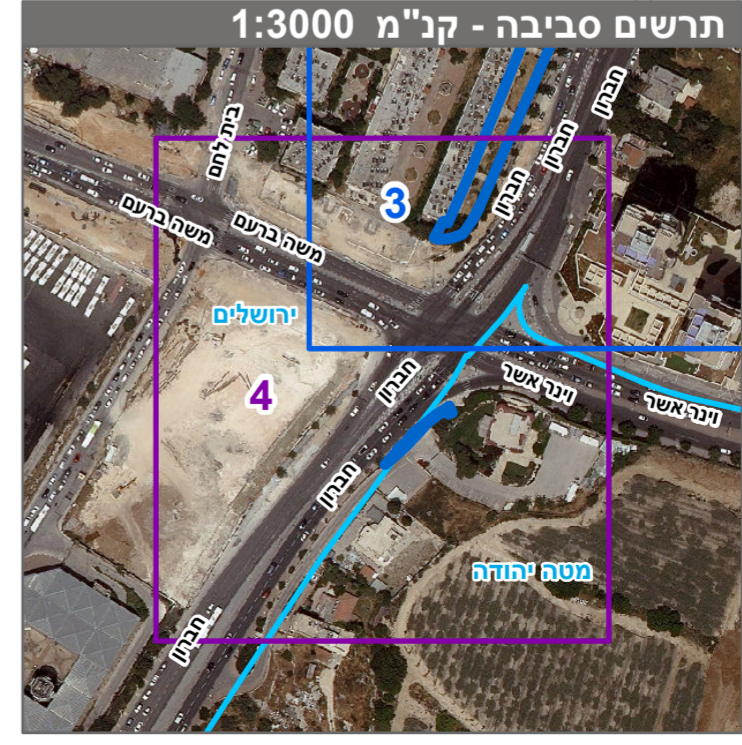 תרשים סביבה - קנ"מ 1:3000
חברון
בית לחם
חברון
משה ברעם
3
חברון
משה ברעם
ירושלים
חברון
וינר אשר
4
וינר אשר
חברון
מטה יהודה
חברון